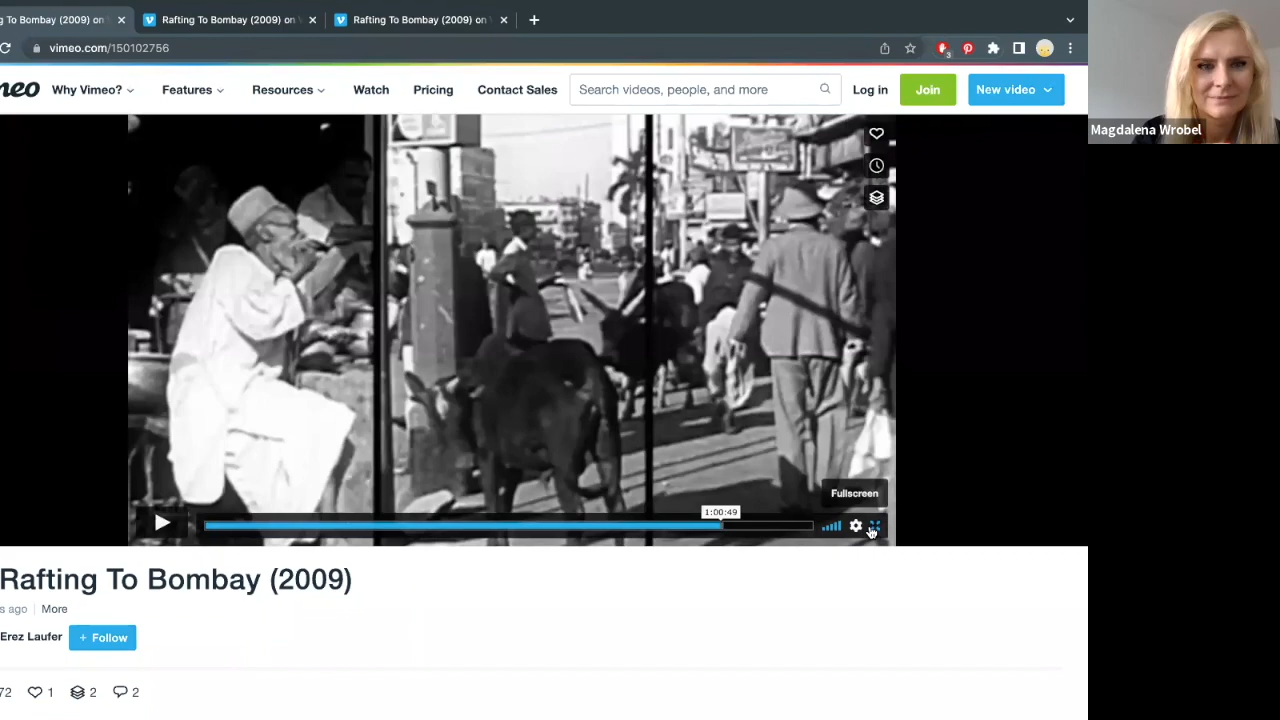 g To Bombay (2009) on
Rafting To Bombay (2009) on
Rafting To Bombay (2009) on
vimeo.com/150102756
3
meo
Why Vimeo?
Features
Resources
Watch
Pricing
Contact Sales
Search videos, people, and more
Log in
Join
New video
Magdalena Wrobel
Fullscreen
1:00:49
Rafting To Bombay (2009)
s ago
More
Erez Laufer
+ Follow
72
1
2
2